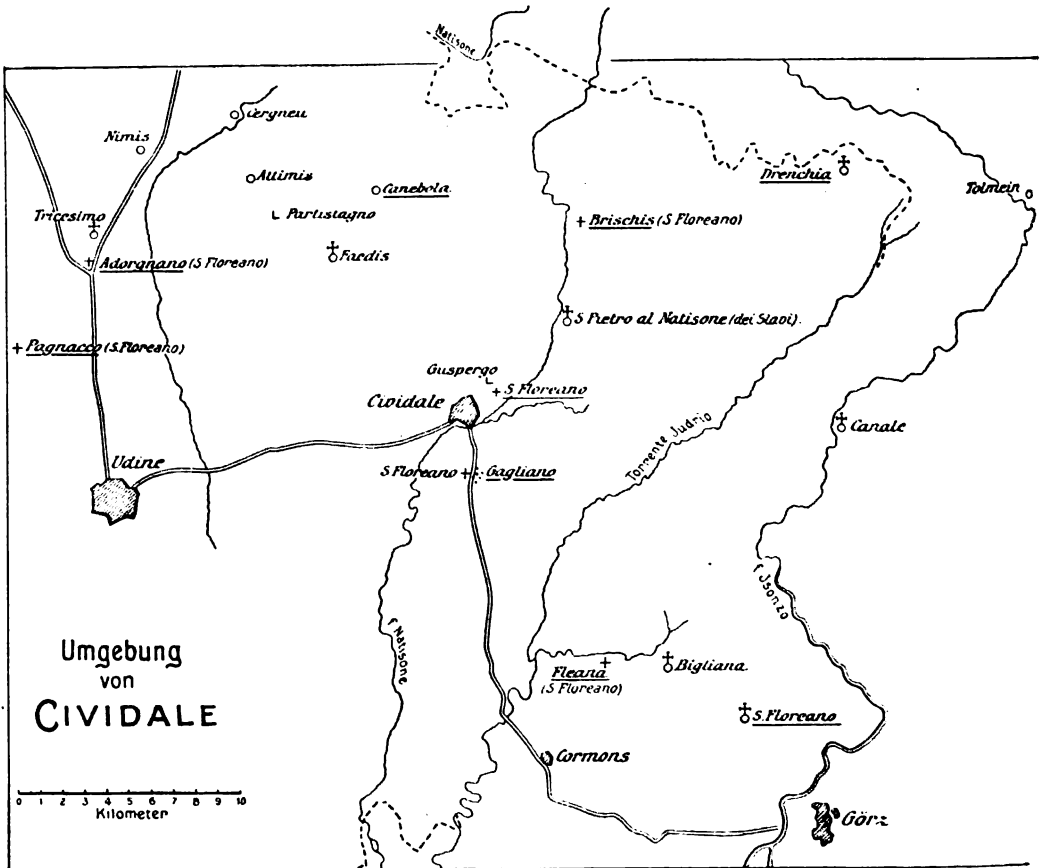 Natisone
Cergneu
Nimis
Attimis
Canebola.
Drenchia
Tolmein
Tricesimo
Partistagno
Brischis (S Floreano)
Faedis
Adorgnano (S Floreano)
S Pietro al Natisone (dei Slavi).
Pagnacco (S.Floreano)
Guspergo
S Floreano
Cividale
Canale
Torrente Judrio
Udine
S Floreano
Gagliano
f Jsonzo
f Natisone
Umgebung
von
CIVIDALE
Fleana
(S Floreano)
Bigliana
S. Floreano
Cormons
0 1 2 3 4 5 6 7 8 9 10
Kilometer
Görz